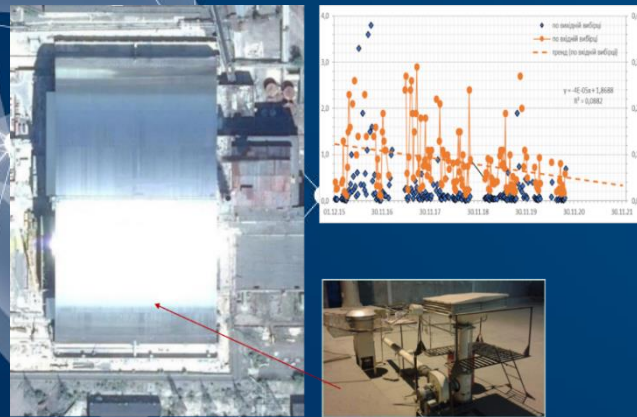 4,0
3,0
2,0
1,0
0,0
по вихідній вибірці
по вхідній вибірці
тренд (по вхідній вибірці)
y = -4E-05x + 1,8688
R² = 0,0882
01.12.15 30.11.16 30.11.17 30.11.18 30.11.19 30.11.20 30.11.21